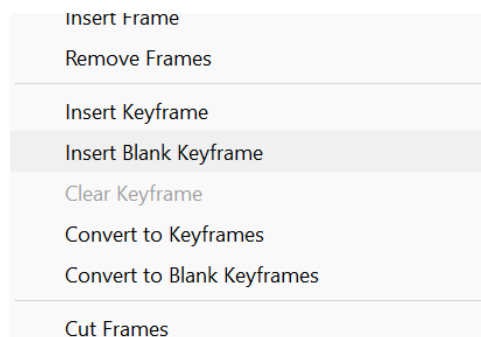 Insert Frame
Remove Frames
Insert Keyframe
Insert Blank Keyframe
Clear Keyframe
Convert to Keyframes
Convert to Blank Keyframes
Cut Frames